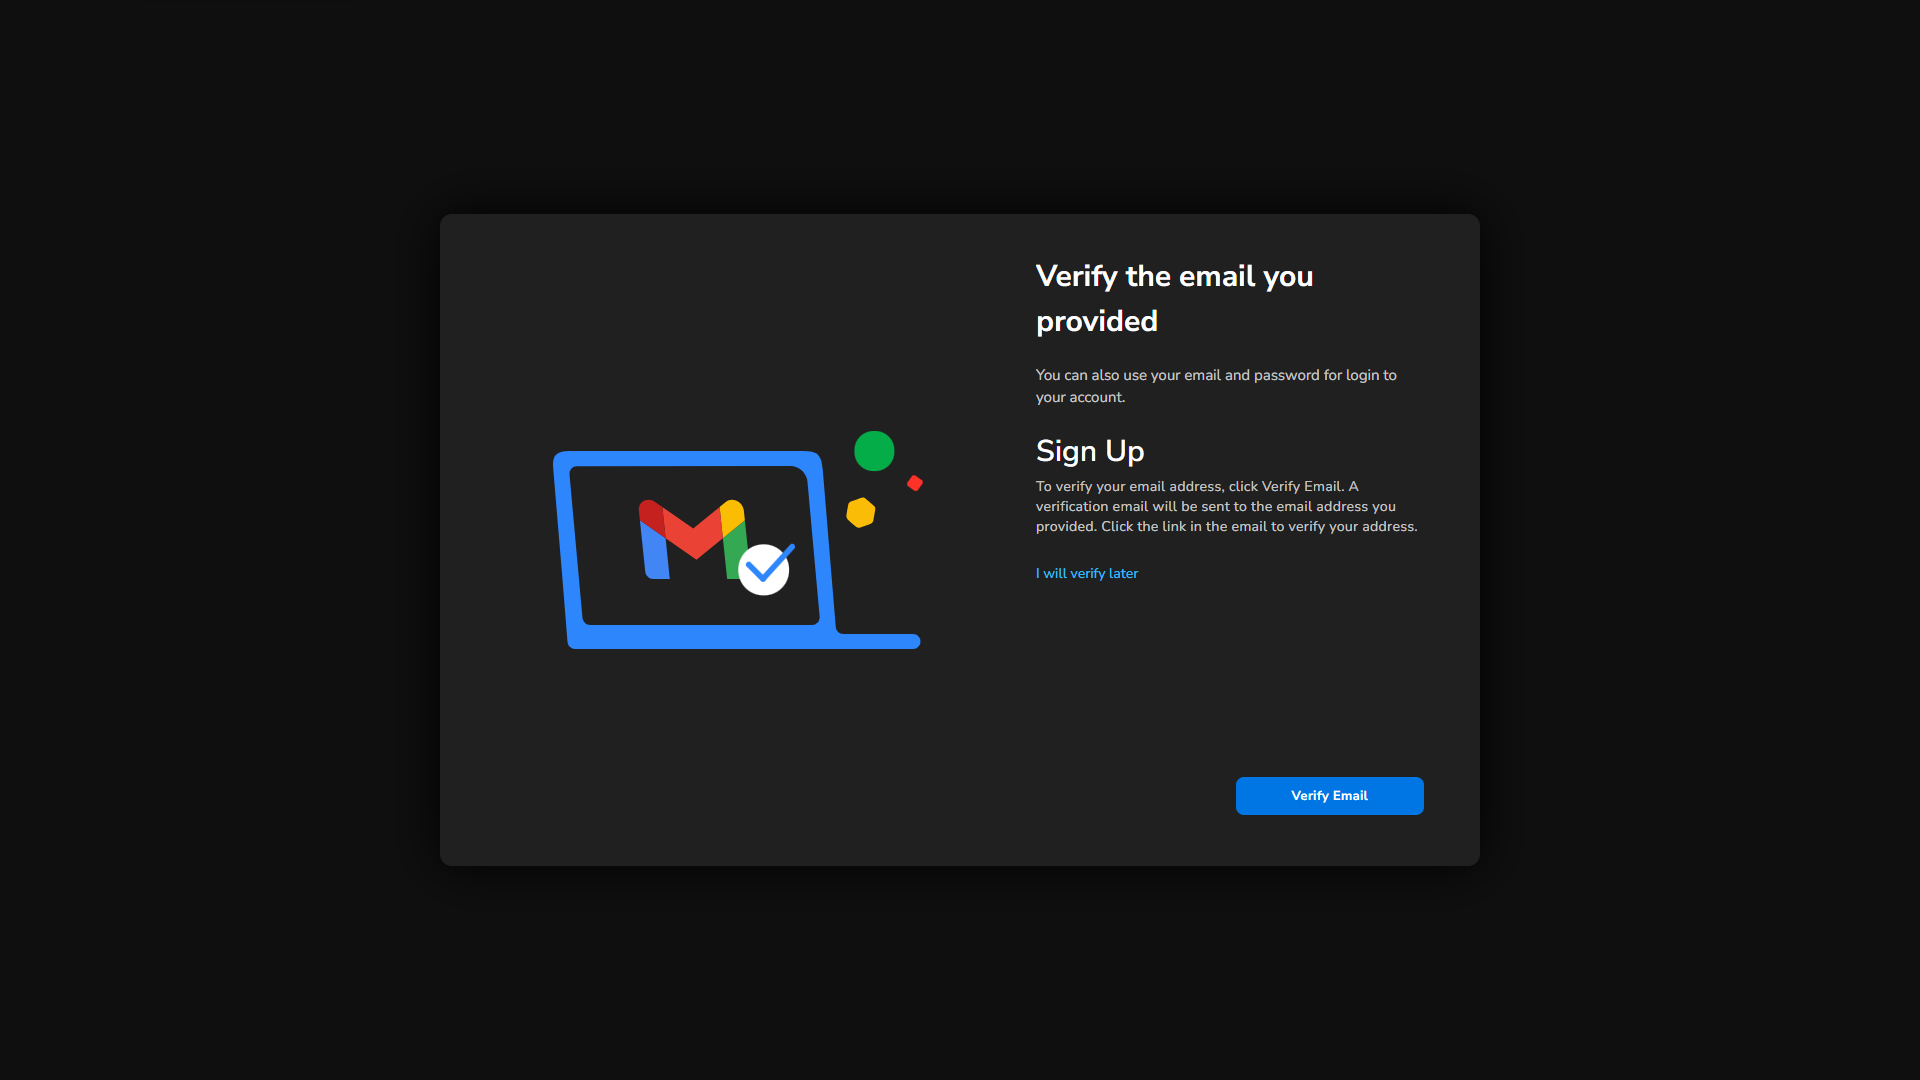 Verify the email you
provided
You can also use your email and password for login to
your account.
Sign Up
To verify your email address, click Verify Email. A
verification email will be sent to the email address you
provided. Click the link in the email to verify your address.
I will verify later
Verify Email